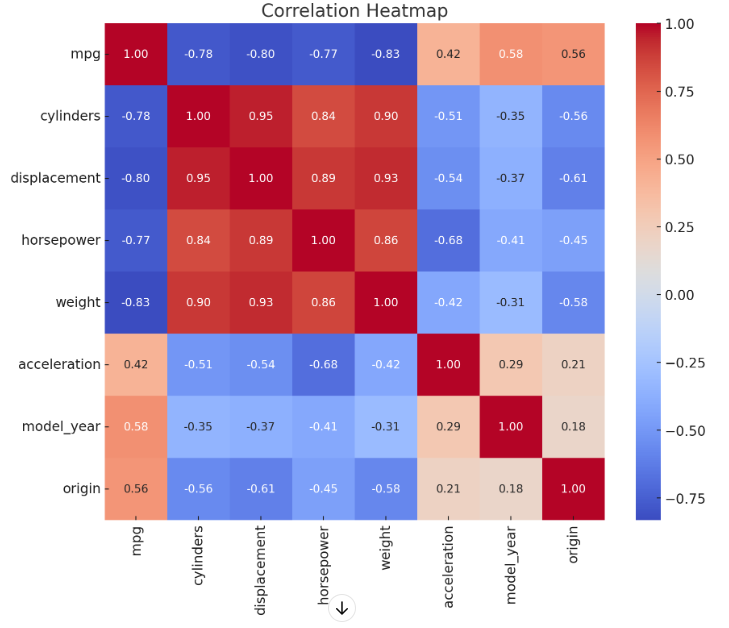 Correlation Heatmap
mpg 1.00 -0.78 -0.80 -0.77 -0.83 0.42 0.58 0.56
cylinders -0.78 1.00 0.95 0.84 0.90 -0.51 -0.35 -0.56
displacement -0.80 0.95 1.00 0.89 0.93 -0.54 -0.37 -0.61
horsepower -0.77 0.84 0.89 1.00 0.86 -0.68 -0.41 -0.45
weight -0.83 0.90 0.93 0.86 1.00 -0.42 -0.31 -0.58
acceleration 0.42 -0.51 -0.54 -0.68 -0.42 1.00 0.29 0.21
model_year 0.58 -0.35 -0.37 -0.41 -0.31 0.29 1.00 0.18
origin 0.56 -0.56 -0.61 -0.45 -0.58 0.21 0.18 1.00
mpg cylinders displacement horsepower weight acceleration model_year origin
1.00
0.75
0.50
0.25
0.00
−0.25
−0.50
−0.75